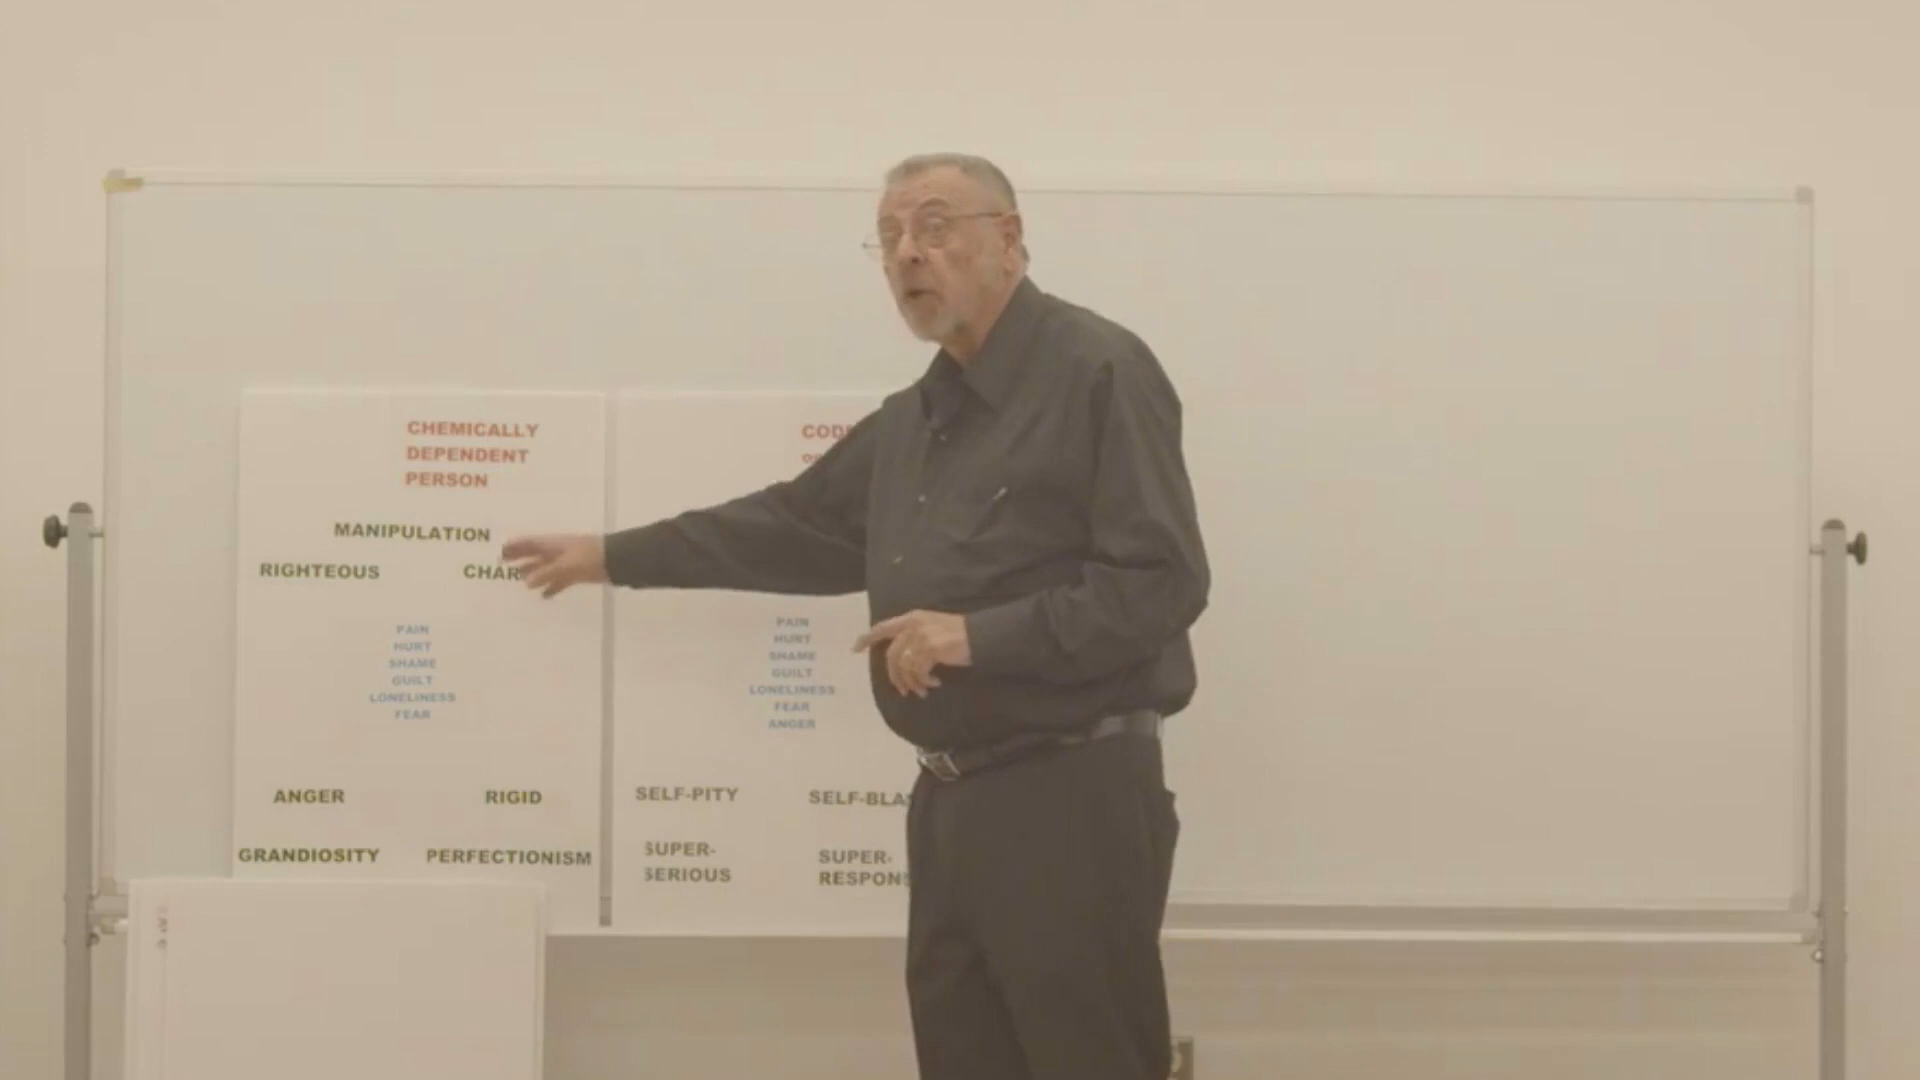 CHEMICALLY
DEPENDENT
PERSON
MANIPULATION
RIGHTEOUS
PAIN
HURT
SHAME
GUILT
LONELINESS
FEAR
ANGER RIGID
GRANDIOSITY PERFECTIONISM
PAIN
HURT
SHAME
GUILT
LONELINESS
FEAR
ANGER
SELF-PITY
SUPER-
SERIOUS
SUPER-